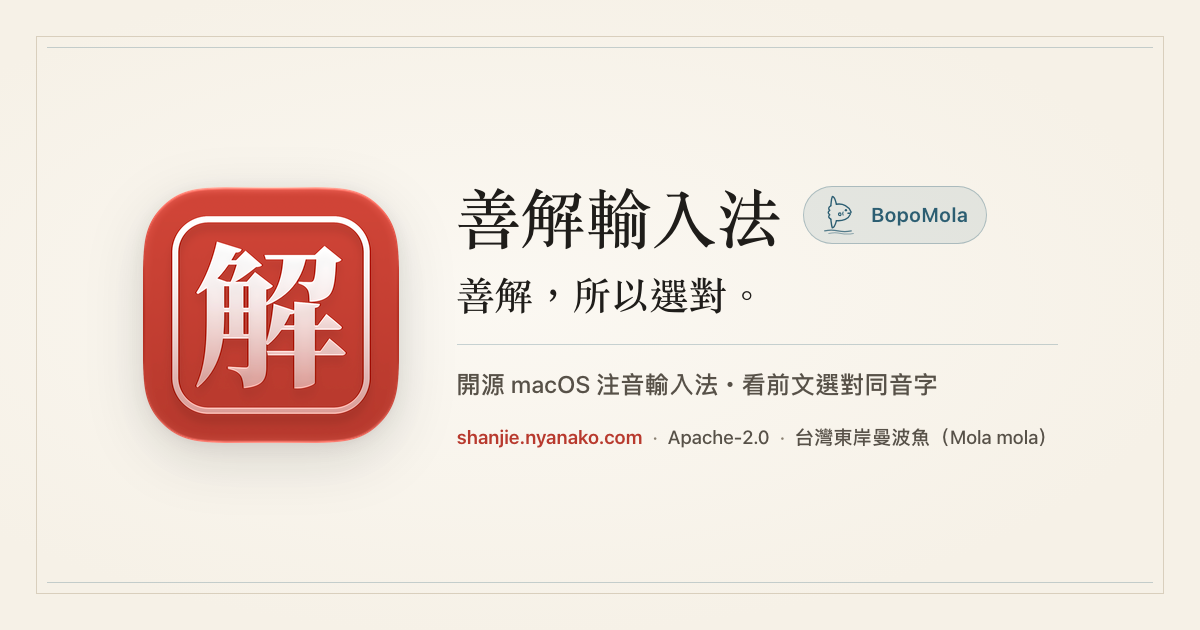 解
善解輸入法
BopoMola
善解，所以選對。
開源 macOS 注音輸入法・看前文選對同音字
shanjie.nyanako.com · Apache-2.0 · 台灣東岸曼波魚（Mola mola）